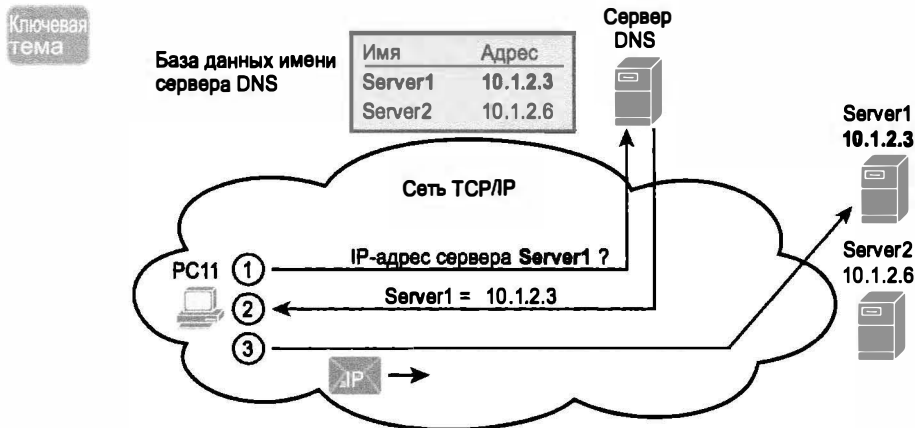 Ключевая
тема
База данных имени
сервера DNS
Имя Адрес
Server1 10.1.2.3
Server2 10.1.2.6
Сервер
DNS
Server1
10.1.2.3
Сеть TCP/IP
Server2
10.1.2.6
PC11
1
IP-адрес сервера Server1 ?
2
Server1 = 10.1.2.3
3
IP